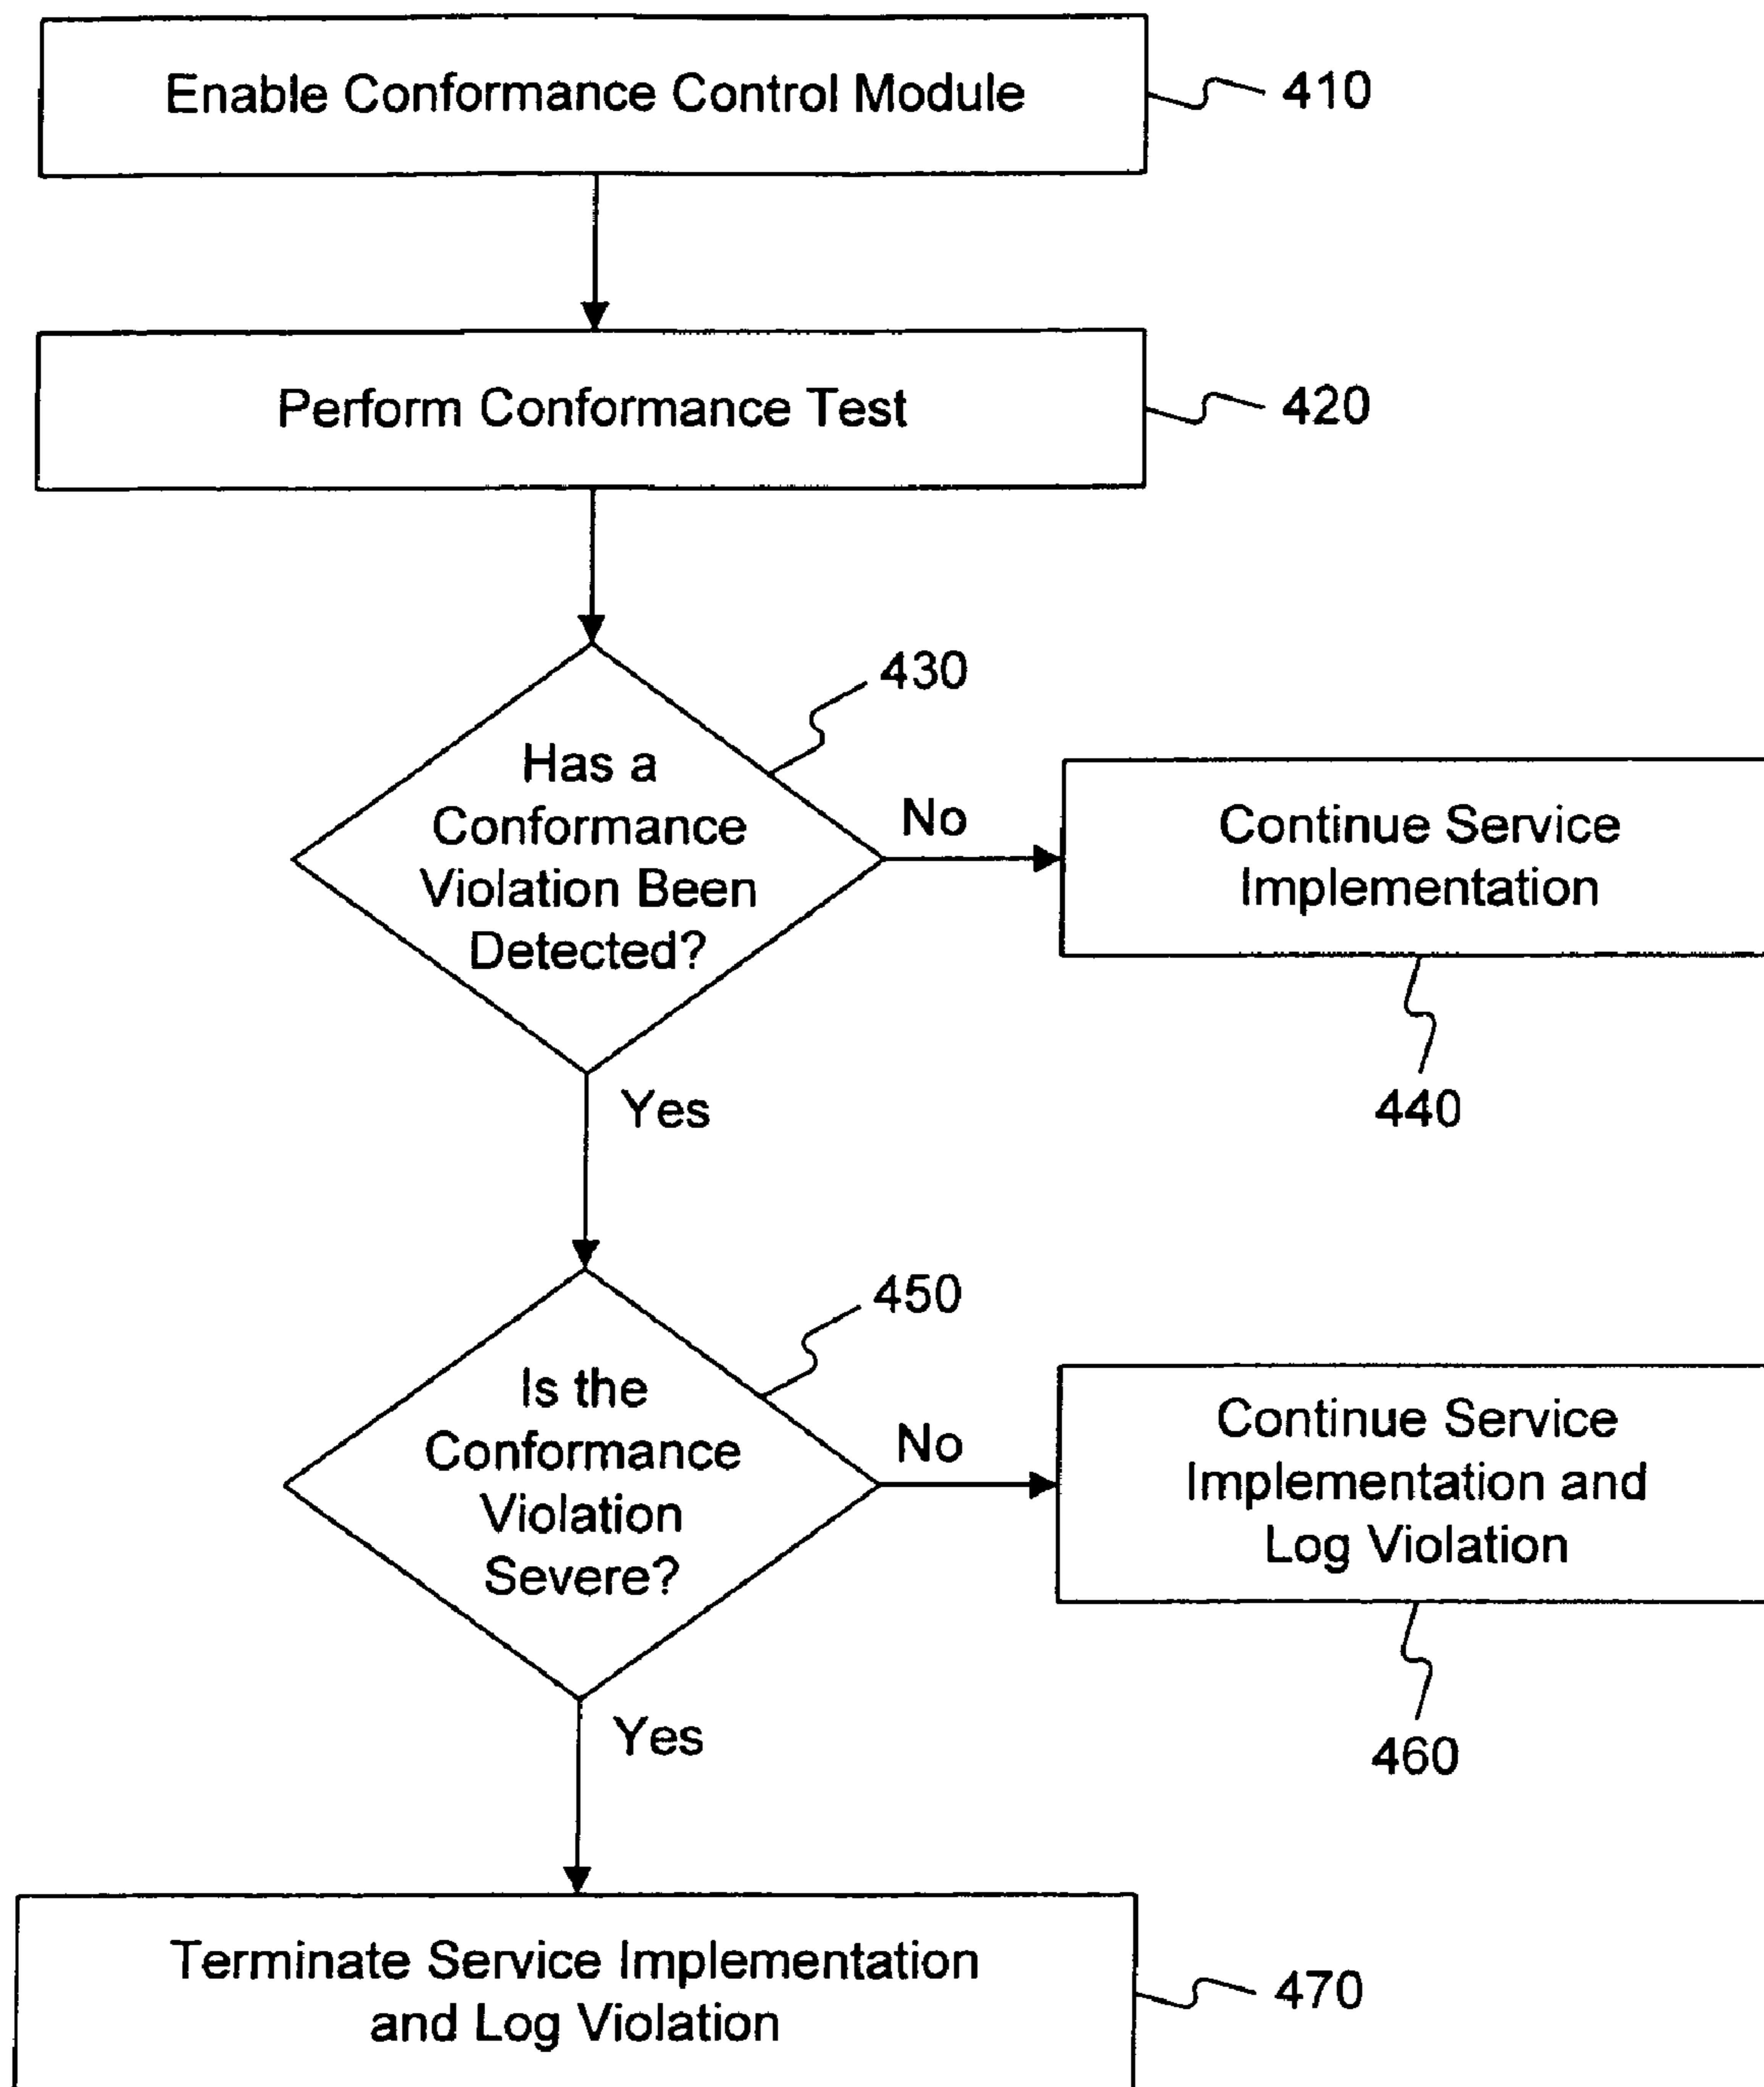 Enable Conformance Control Module
410
Perform Conformance Test
420
430
Has a
Conformance
Violation Been
Detected?
No
Continue Service
Implementation
440
Yes
450
Is the
Conformance
Violation
Severe?
No
Continue Service
Implementation and
Log Violation
460
Yes
Terminate Service Implementation
and Log Violation
470